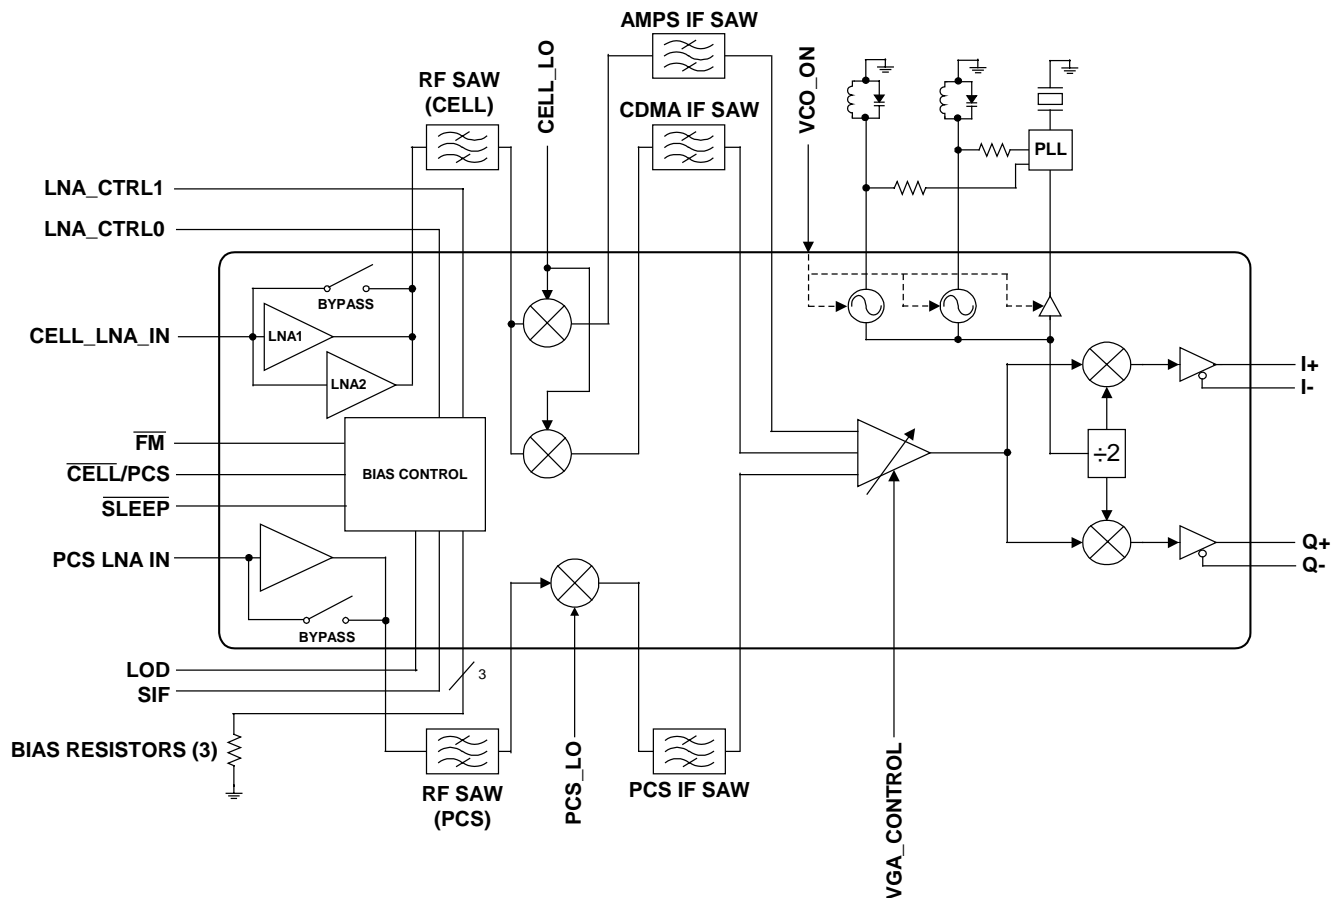 AMPS IF SAW
RF SAW
(CELL)
CELL_LO
CDMA IF SAW
VCO_ON
PLL
LNA_CTRL1
LNA_CTRL0
BYPASS
CELL_LNA_IN
LNA1
LNA2
I+
I-
FM
CELL/PCS
SLEEP
BIAS CONTROL
÷2
PCS LNA IN
BYPASS
Q+
Q-
LOD
SIF
3
BIAS RESISTORS (3)
RF SAW
(PCS)
PCS_LO
PCS IF SAW
VGA_CONTROL